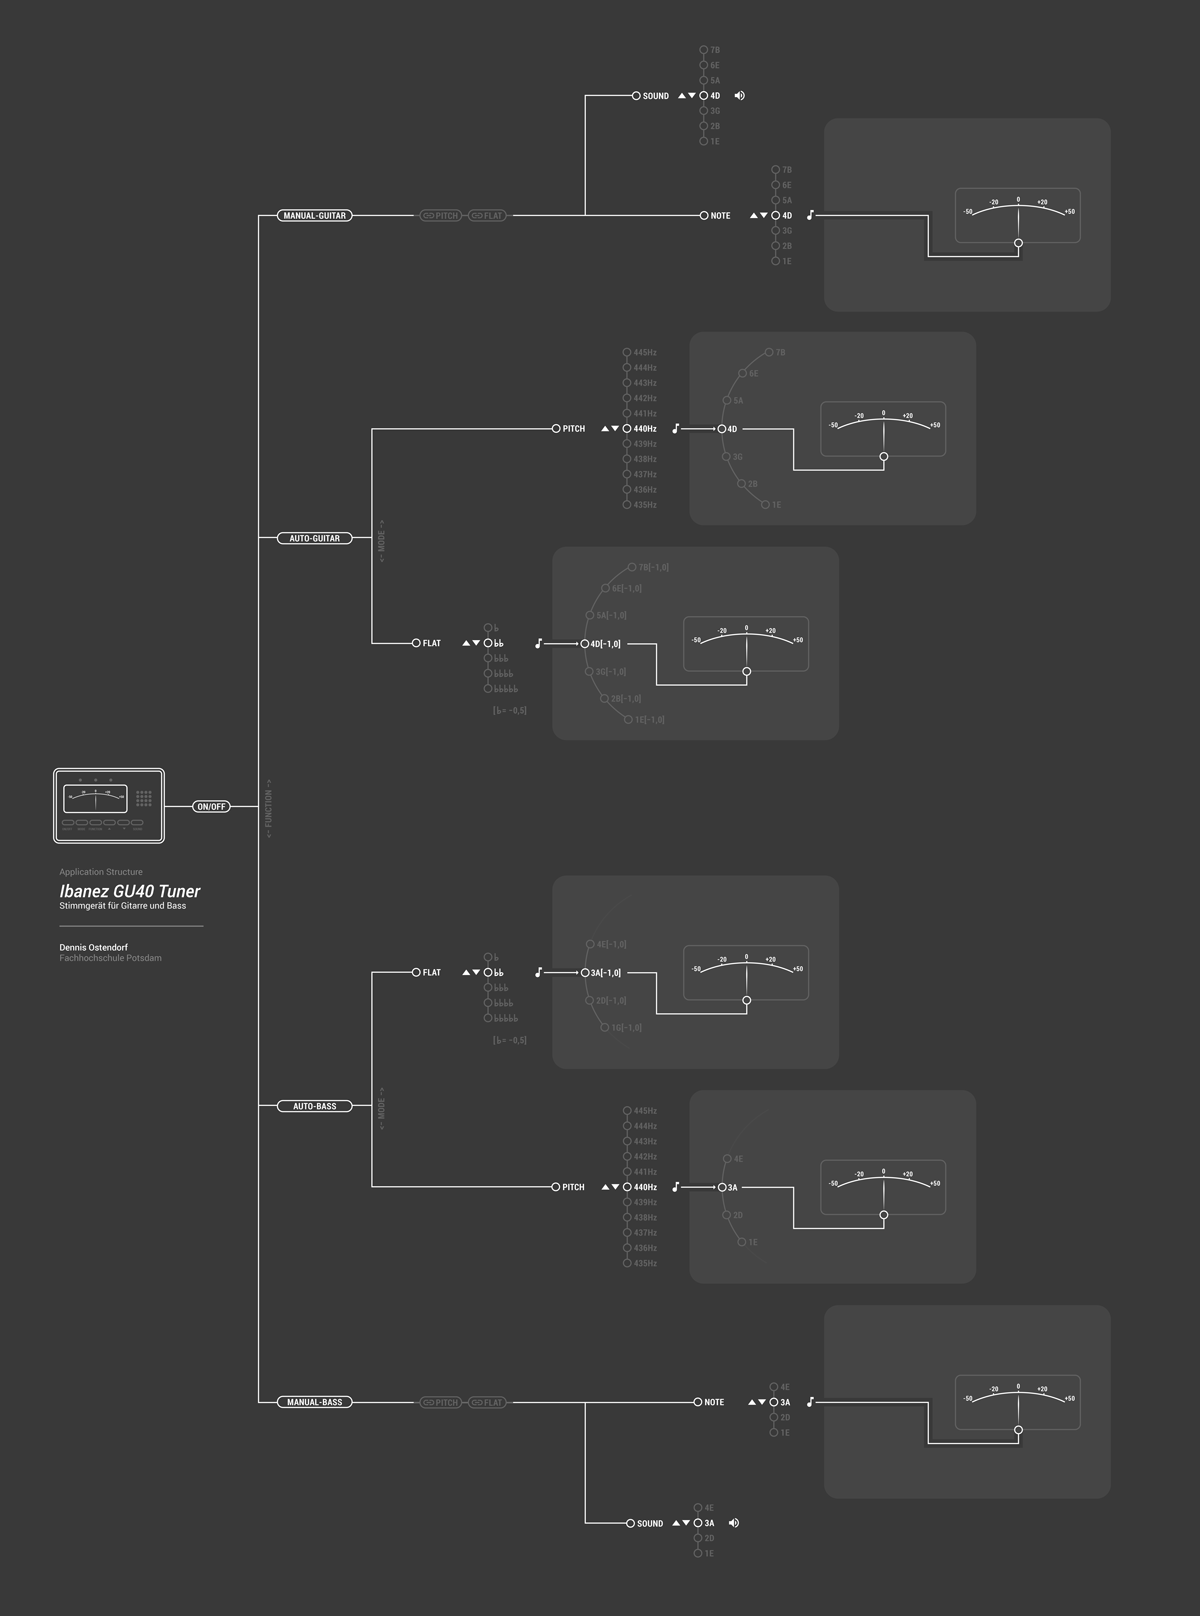 7B
6E
5A
SOUND 4D
3G
2B
1E
7B
6E
5A
MANUAL-GUITAR PITCH FLAT NOTE 4D
3G
2B
1E
-50 -20 0 +20 +50
445Hz
444Hz
443Hz
442Hz
441Hz
PITCH 440Hz
439Hz
438Hz
437Hz
436Hz
435Hz
7B
6E
5A
4D
3G
2B
1E
-50 -20 0 +20 +50
AUTO-GUITAR
<- MODE ->
♭
FLAT ♭♭
♭♭♭
♭♭♭♭
♭♭♭♭♭
[♭= -0,5]
7B[-1,0]
6E[-1,0]
5A[-1,0]
4D[-1,0]
3G[-1,0]
2B[-1,0]
1E[-1,0]
-50 -20 0 +20 +50
ON/OFF
<- FUNCTION ->
Application Structure
Ibanez GU40 Tuner
Stimmgerät für Gitarre und Bass
Dennis Ostendorf
Fachhochschule Potsdam
♭
FLAT ♭♭
♭♭♭
♭♭♭♭
♭♭♭♭♭
[♭= -0,5]
4E[-1,0]
3A[-1,0]
2D[-1,0]
1G[-1,0]
-50 -20 0 +20 +50
AUTO-BASS
<- MODE ->
445Hz
444Hz
443Hz
442Hz
441Hz
PITCH 440Hz
439Hz
438Hz
437Hz
436Hz
435Hz
4E
3A
2D
1E
-50 -20 0 +20 +50
4E
MANUAL-BASS PITCH FLAT NOTE 3A
2D
1E
-50 -20 0 +20 +50
4E
SOUND 3A
2D
1E